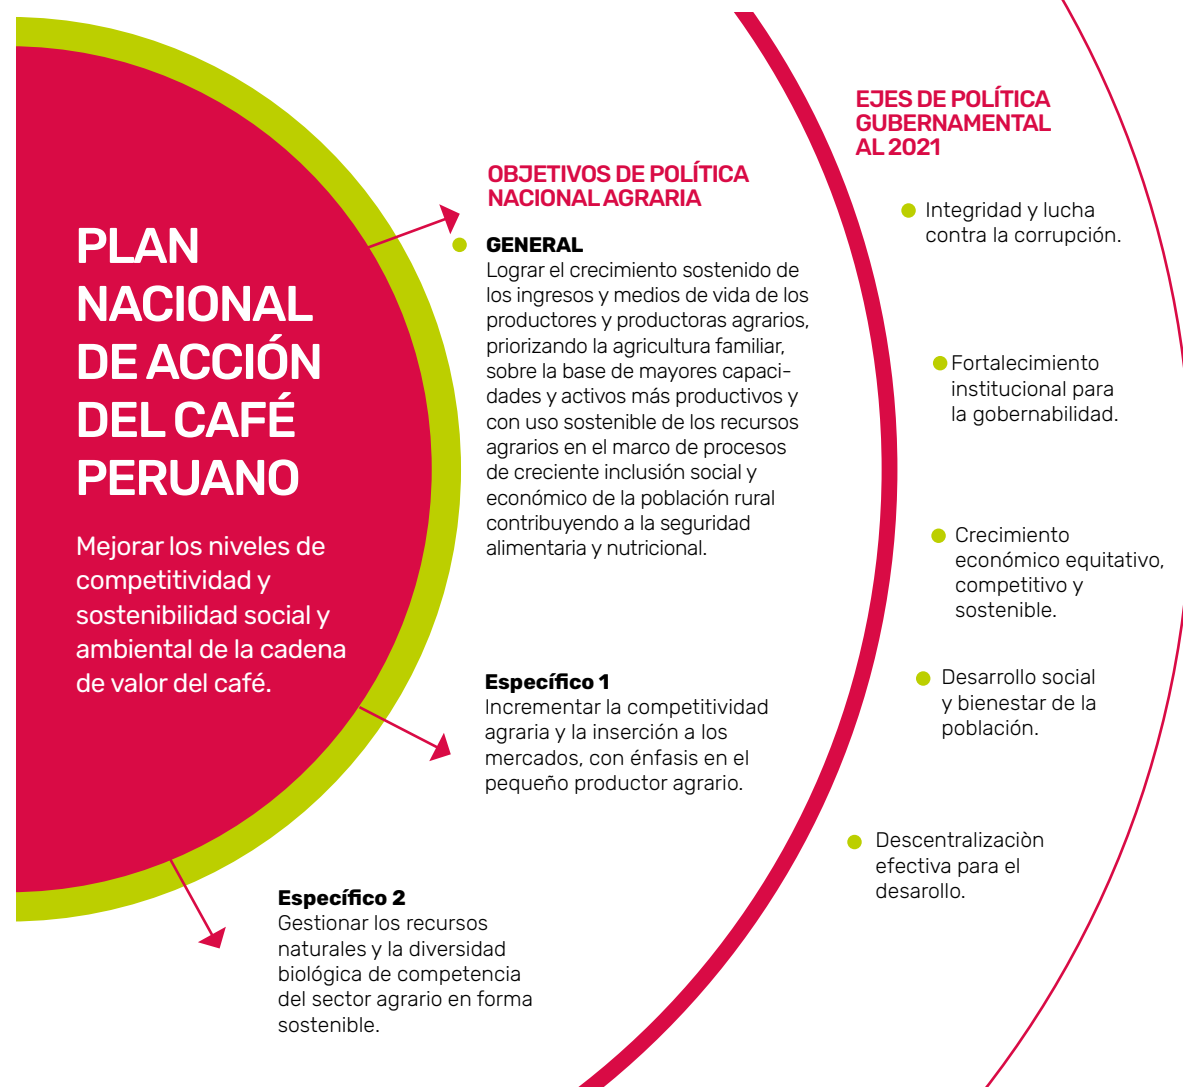 PLAN
NACIONAL
DE ACCIÓN
DEL CAFÉ
PERUANO
Mejorar los niveles de
competitividad y
sostenibilidad social y
ambiental de la cadena
de valor del café.
OBJETIVOS DE POLÍTICA
NACIONAL AGRARIA
GENERAL
Lograr el crecimiento sostenido de
los ingresos y medios de vida de los
productores y productoras agrarios,
priorizando la agricultura familiar,
sobre la base de mayores capaci-
dades y activos más productivos y
con uso sostenible de los recursos
agrarios en el marco de procesos
de creciente inclusión social y
económico de la población rural
contribuyendo a la seguridad
alimentaria y nutricional.
Específico 1
Incrementar la competitividad
agraria y la inserción a los
mercados, con énfasis en el
pequeño productor agrario.
Específico 2
Gestionar los recursos
naturales y la diversidad
biológica de competencia
del sector agrario en forma
sostenible.
EJES DE POLÍTICA
GUBERNAMENTAL
AL 2021
Integridad y lucha
contra la corrupción.
Fortalecimiento
institucional para
la gobernabilidad.
Crecimiento
económico equitativo,
competitivo y
sostenible.
Desarrollo social
y bienestar de la
población.
Descentralizaciòn
efectiva para el
desarollo.